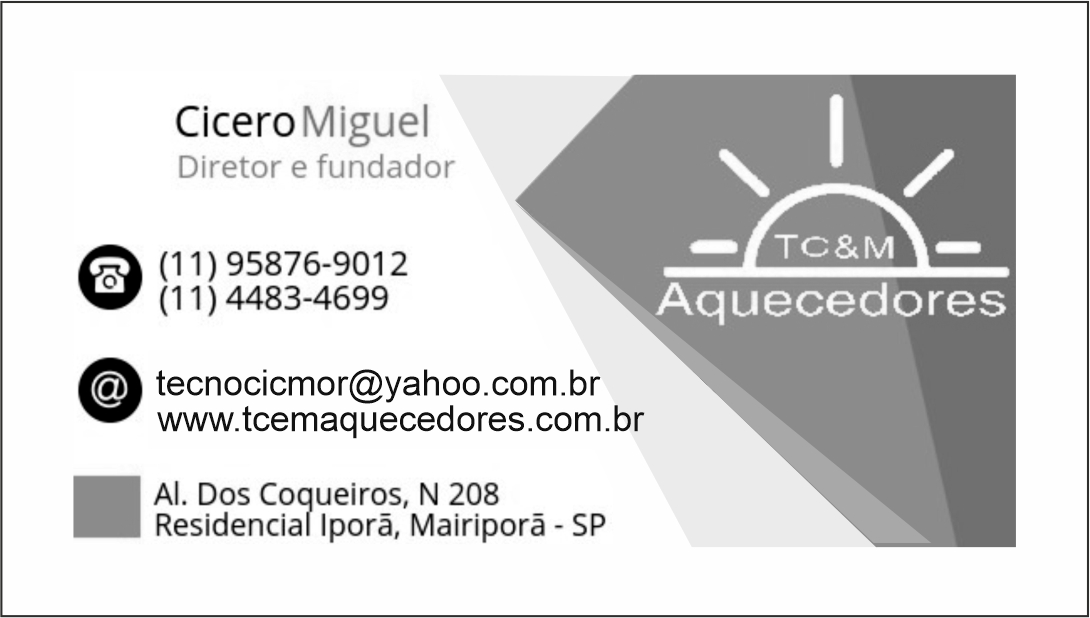 Cicero Miguel
Diretor e fundador
(11) 95876-9012
(11) 4483-4699
@
tecnocicmor@yahoo.com.br
www.tcemaquecedores.com.br
Al. Dos Coqueiros, N 208
Residencial Iporã, Mairiporã - SP
TC&M
Aquecedores